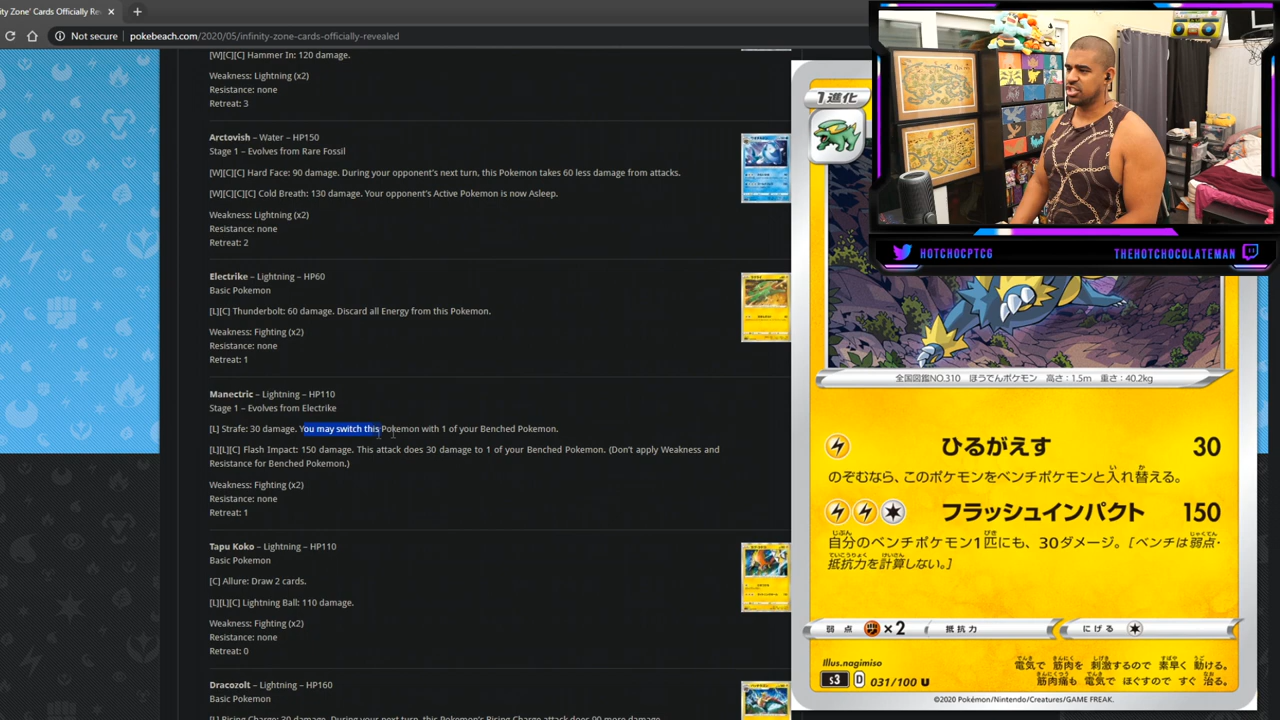 ty Zone' Cards Officially Re
Not secure pokebeach.com/2020/05/infinity-zone-
revealed
Weakness: Lightning (x2)
Resistance: none
Retreat: 3
Arctovish – Water – HP150
Stage 1 – Evolves from Rare Fossil
[W][C][C] Hard Face: 90 damage. During your opponent's next turn, this Pokemon takes 60 less damage from attacks.
[W][C][C][C] Cold Breath: 130 damage. Your opponent's Active Pokemon is now Asleep.
Weakness: Lightning (x2)
Resistance: none
Retreat: 2
Electrike – Lightning – HP60
Basic Pokemon
[L][C] Thunderbolt: 60 damage. Discard all Energy from this Pokemon.
Weakness: Fighting (x2)
Resistance: none
Retreat: 1
Manectric – Lightning – HP110
Stage 1 – Evolves from Electrike
[L] Strafe: 30 damage. You may switch this Pokemon with 1 of your Benched Pokemon.
[L][L][C] Flash Impact: 150 damage. This attack does 30 damage to 1 of your Benched Pokemon. (Don't apply Weakness and
Resistance for Benched Pokemon.)
Weakness: Fighting (x2)
Resistance: none
Retreat: 1
Tapu Koko – Lightning – HP110
Basic Pokemon
[C] Allure: Draw 2 cards.
[L][L][C] Lightning Ball: 110 damage.
Weakness: Fighting (x2)
Resistance: none
Retreat: 0
Dracozolt – Lightning – HP160
Basic Pokemon
HOTCHOCPTCG
THEHOTCHOCOLATEMAN
1進化
全国図鑑NO.310 ほうでんポケモン 高さ：1.5m 重さ：40.2kg
ひるがえす 30
のぞむなら、このポケモンをベンチポケモンと入れ替える。
フラッシュインパクト 150
自分のベンチポケモン1匹にも、30ダメージ。［ベンチは弱点・
抵抗力を計算しない。］
弱点 ×2 抵抗力 にげる
Illus.nagimiso
s3 D 031/100 U
電気で 筋肉を 刺激するので 素早く 動ける。
筋肉痛も 電気で ほぐすので すぐ 治る。
©2020 Pokémon/Nintendo/Creatures/GAME FREAK.